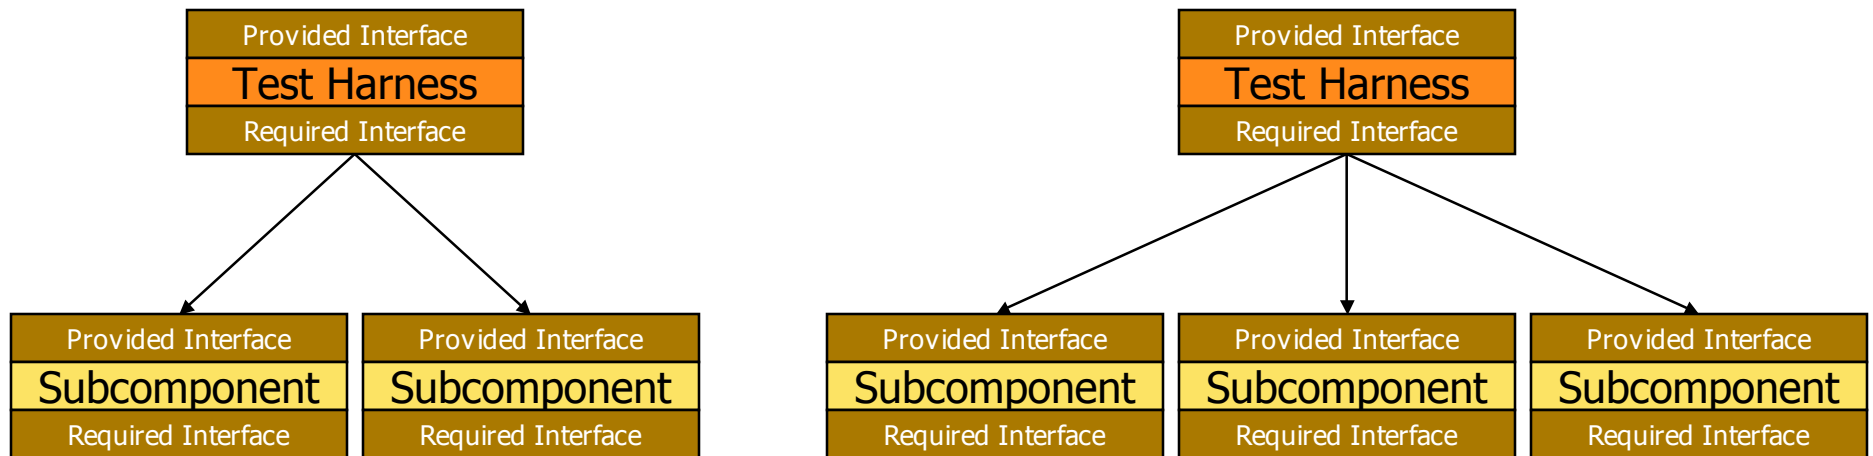 Provided Interface
Test Harness
Required Interface
Provided Interface
Test Harness
Required Interface
Provided Interface
Subcomponent
Required Interface
Provided Interface
Subcomponent
Required Interface
Provided Interface
Subcomponent
Required Interface
Provided Interface
Subcomponent
Required Interface
Provided Interface
Subcomponent
Required Interface